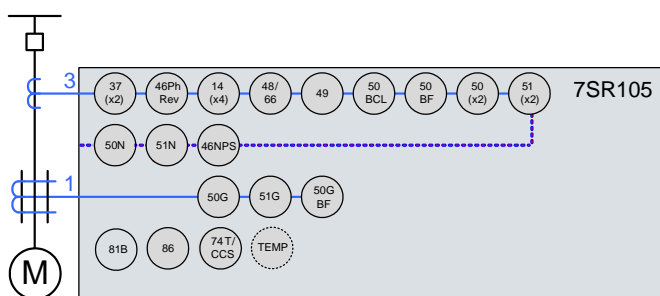 3
37
(x2)
46Ph
Rev
14
(x4)
48/
66
49
50
BCL
50
BF
50
(x2)
51
(x2)
7SR105
50N
51N
46NPS
1
50G
51G
50G
BF
81B
86
74T/
CCS
TEMP
M